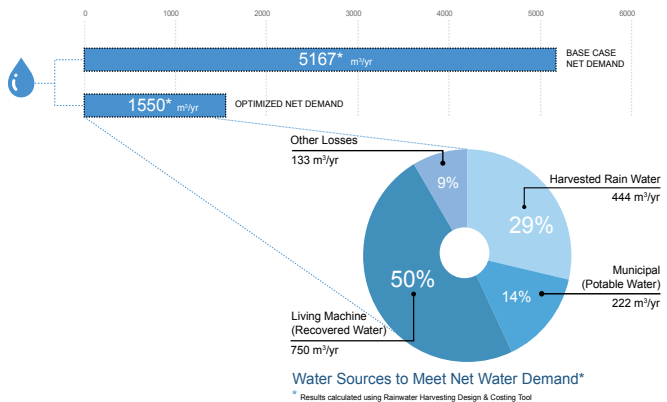 0 1000 2000 3000 4000 5000 6000
5167* m³/yr
BASE CASE
NET DEMAND
1550* m³/yr
OPTIMIZED NET DEMAND
Other Losses
133 m³/yr
9%
Harvested Rain Water
444 m³/yr
29%
Municipal
(Potable Water)
222 m³/yr
14%
50%
Living Machine
(Recovered Water)
750 m³/yr
Water Sources to Meet Net Water Demand*
* Results calculated using Rainwater Harvesting Design & Costing Tool